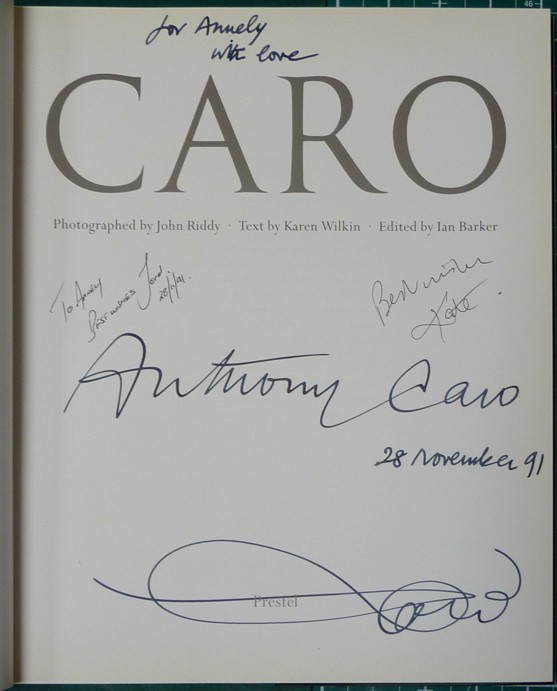 for Annely
with love
CARO
Photographed by John Riddy · Text by Karen Wilkin · Edited by Ian Barker
To Annely
Best wishes
Best wishes
Kate
Anthony Caro
28 November 91
Prestel